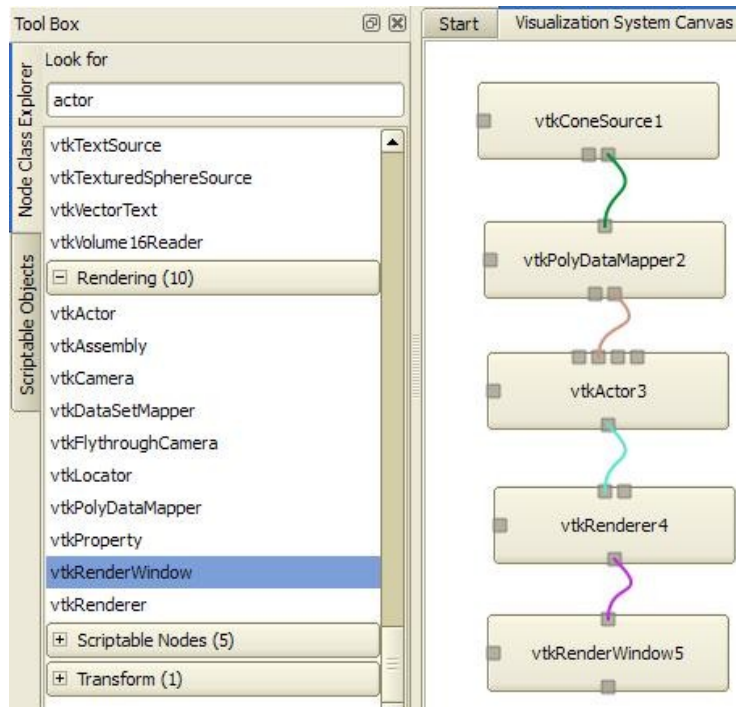 Tool Box
Look for
actor
Node Class Explorer
Scriptable Objects
vtkTextSource
vtkTexturedSphereSource
vtkVectorText
vtkVolume16Reader
Rendering (10)
vtkActor
vtkAssembly
vtkCamera
vtkDataSetMapper
vtkFlythroughCamera
vtkLocator
vtkPolyDataMapper
vtkProperty
vtkRenderWindow
vtkRenderer
Scriptable Nodes (5)
Transform (1)
Start
Visualization System Canvas
vtkConeSource1
vtkPolyDataMapper2
vtkActor3
vtkRenderer4
vtkRenderWindow5